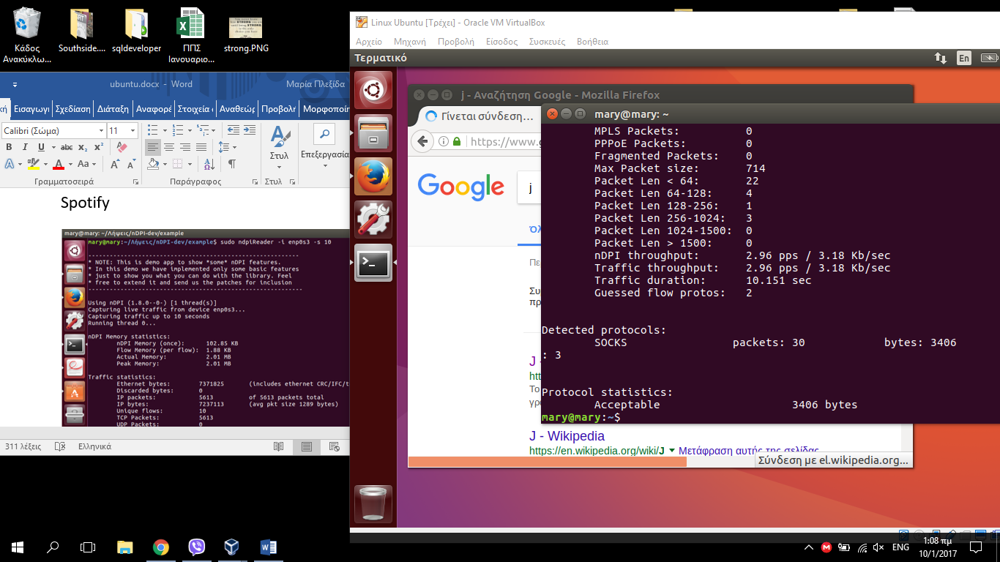 Κάδος Ανακύκλω...
Southside....
sqldeveloper
ΠΠΣ Ιανουαριο...
strong.PNG
ubuntu.docx - Word
Μαρία Πλεξίδα
κή Εισαγωγι Σχεδίαση Διάταξη Αναφορέ Στοιχεία ο Αναθεώρ Προβολή Μορφοποίη
Calibri (Σώμα) 11
B I U abc x₂ x²
A ab A Aa A A
Στυλ
Επεξεργασία
Γραμματοσειρά
Παράγραφος
Στυλ
Spotify
mary@mary: ~/Λήψεις/nDPI-dev/example
mary@mary:~/Λήψεις/nDPI-dev/example$ sudo ndpiReader -i enp0s3 -s 10
-----------------------------------------------------------
* NOTE: This is demo app to show *some* nDPI features.
* In this demo we have implemented only some basic features
* just to show you what you can do with the library. Feel
* free to extend it and send us the patches for inclusion
------------------------------------------------------------
Using nDPI (1.8.0--0-) [1 thread(s)]
Capturing live traffic from device enp0s3...
Capturing traffic up to 10 seconds
Running thread 0...
nDPI Memory statistics:
nDPI Memory (once): 102.85 KB
Flow Memory (per flow): 1.88 KB
Actual Memory: 2.01 MB
Peak Memory: 2.01 MB
Traffic statistics:
Ethernet bytes: 7371825 (includes ethernet CRC/IFC/t
Discarded bytes: 0
IP packets: 5613 of 5613 packets total
IP bytes: 7237113 (avg pkt size 1289 bytes)
Unique flows: 10
TCP Packets: 5613
UDP Packets: 0
311 λέξεις Ελληνικά
Linux Ubuntu [Τρέχει] - Oracle VM VirtualBox
Αρχείο Μηχανή Προβολή Είσοδος Συσκευές Βοήθεια
Τερματικό
En
j - Αναζήτηση Google - Mozilla Firefox
Γίνεται σύνδεση…
https://www.g
Google
j
Όλ
Πε
Συ
πρ
J -
htt
Το
γρ
mary@mary: ~
MPLS Packets: 0
PPPoE Packets: 0
Fragmented Packets: 0
Max Packet size: 714
Packet Len < 64: 22
Packet Len 64-128: 4
Packet Len 128-256: 1
Packet Len 256-1024: 3
Packet Len 1024-1500: 0
Packet Len > 1500: 0
nDPI throughput: 2.96 pps / 3.18 Kb/sec
Traffic throughput: 2.96 pps / 3.18 Kb/sec
Traffic duration: 10.151 sec
Guessed flow protos: 2
Detected protocols:
SOCKS packets: 30 bytes: 3406
: 3
Protocol statistics:
Acceptable 3406 bytes
mary@mary:~$
J - Wikipedia
https://en.wikipedia.org/wiki/J Μετάφραση αυτής της σελίδας
Σύνδεση με el.wikipedia.org...
ENG
1:08 πμ
10/1/2017